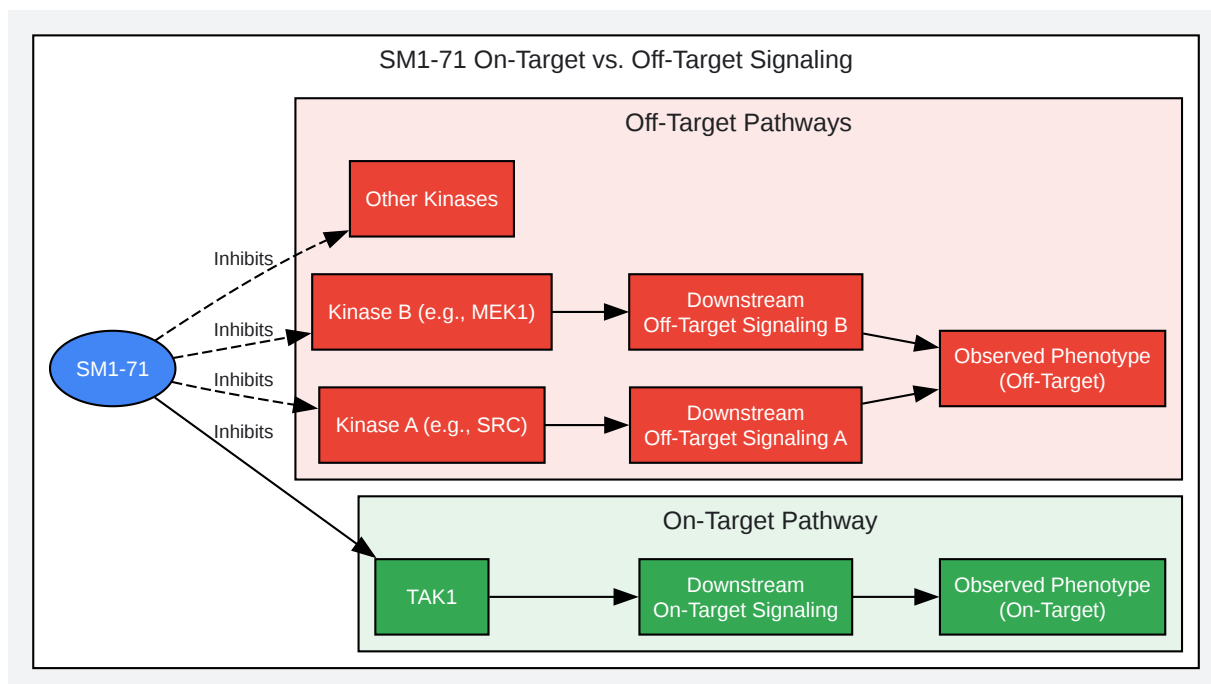 SM1-71 On-Target vs. Off-Target Signaling
Off-Target Pathways
Other Kinases
Inhibits
Kinase B (e.g., MEK1)
Downstream
Off-Target Signaling B
Inhibits
Observed Phenotype
(Off-Target)
SM1-71
Inhibits
Kinase A (e.g., SRC)
Downstream
Off-Target Signaling A
Inhibits
On-Target Pathway
TAK1
Downstream
On-Target Signaling
Observed Phenotype
(On-Target)